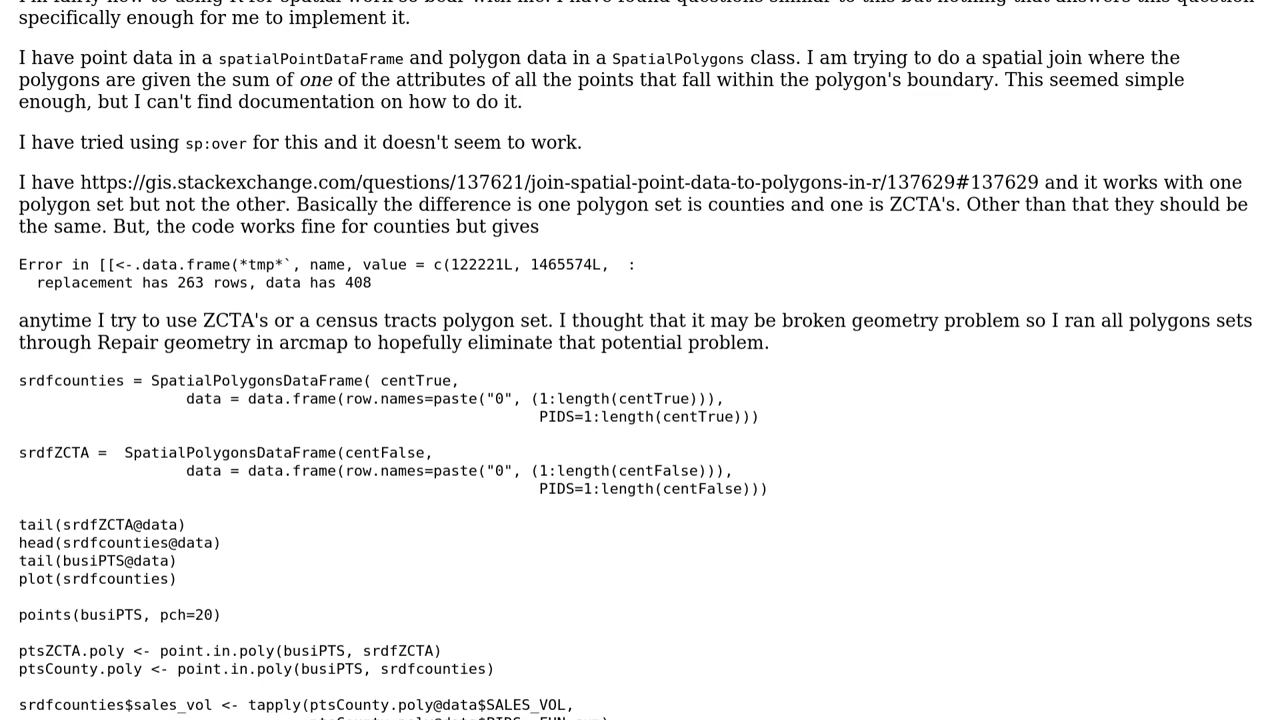 specifically enough for me to implement it.
I have point data in a spatialPointDataFrame and polygon data in a SpatialPolygons class. I am trying to do a spatial join where the
polygons are given the sum of one of the attributes of all the points that fall within the polygon's boundary. This seemed simple
enough, but I can't find documentation on how to do it.
I have tried using sp:over for this and it doesn't seem to work.
I have https://gis.stackexchange.com/questions/137621/join-spatial-point-data-to-polygons-in-r/137629#137629 and it works with one
polygon set but not the other. Basically the difference is one polygon set is counties and one is ZCTA's. Other than that they should be
the same. But, the code works fine for counties but gives
Error in [[<-.data.frame(*tmp*`, name, value = c(122221L, 1465574L,  :
  replacement has 263 rows, data has 408
anytime I try to use ZCTA's or a census tracts polygon set. I thought that it may be broken geometry problem so I ran all polygons sets
through Repair geometry in arcmap to hopefully eliminate that potential problem.
srdfcounties = SpatialPolygonsDataFrame( centTrue,
                   data = data.frame(row.names=paste("0", (1:length(centTrue))),
                                                          PIDS=1:length(centTrue)))
srdfZCTA =  SpatialPolygonsDataFrame(centFalse,
                   data = data.frame(row.names=paste("0", (1:length(centFalse))),
                                                          PIDS=1:length(centFalse)))
tail(srdfZCTA@data)
head(srdfcounties@data)
tail(busiPTS@data)
plot(srdfcounties)
points(busiPTS, pch=20)
ptsZCTA.poly <- point.in.poly(busiPTS, srdfZCTA)
ptsCounty.poly <- point.in.poly(busiPTS, srdfcounties)
srdfcounties$sales_vol <- tapply(ptsCounty.poly@data$SALES_VOL,